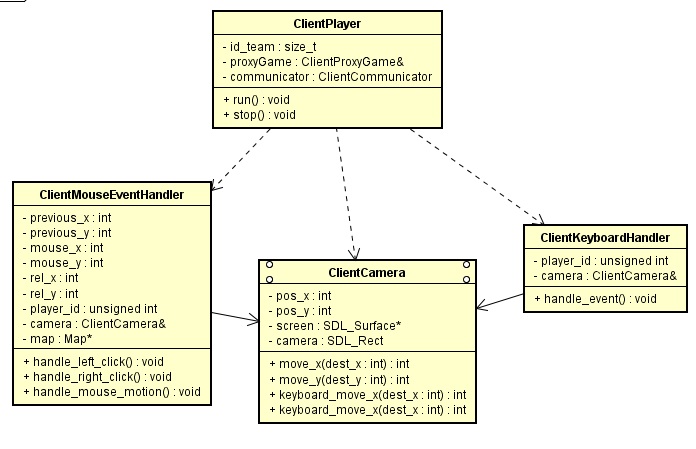 ClientPlayer
- id_team : size_t
- proxyGame : ClientProxyGame&
- communicator : ClientCommunicator
+ run() : void
+ stop() : void
ClientMouseEventHandler
- previous_x : int
- previous_y : int
- mouse_x : int
- mouse_y : int
- rel_x : int
- rel_y : int
- player_id : unsigned int
- camera : ClientCamera&
- map : Map*
+ handle_left_click() : void
+ handle_right_click() : void
+ handle_mouse_motion() : void
ClientCamera
- pos_x : int
- pos_y : int
- screen : SDL_Surface*
- camera : SDL_Rect
+ move_x(dest_x : int) : int
+ move_y(dest_y : int) : int
+ keyboard_move_x(dest_x : int) : int
+ keyboard_move_x(dest_x : int) : int
ClientKeyboardHandler
- player_id : unsigned int
- camera : ClientCamera&
+ handle_event() : void